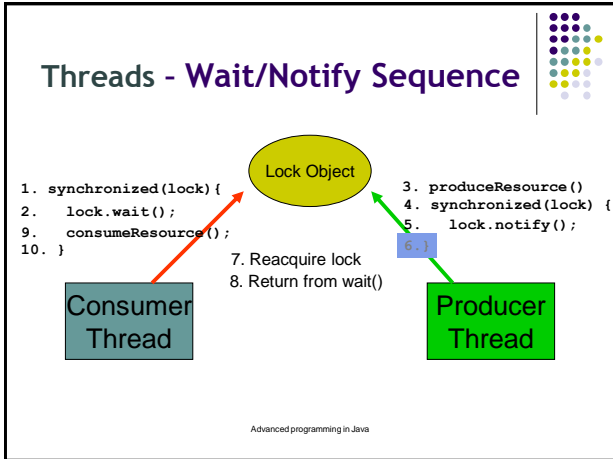 Threads - Wait/Notify Sequence
Lock Object
1. synchronized(lock){
2. lock.wait();
9. consumeResource();
10. }
3. produceResource()
4. synchronized(lock) {
5. lock.notify();
6.}
7. Reacquire lock
8. Return from wait()
Consumer
Thread
Producer
Thread
Advanced programming in Java